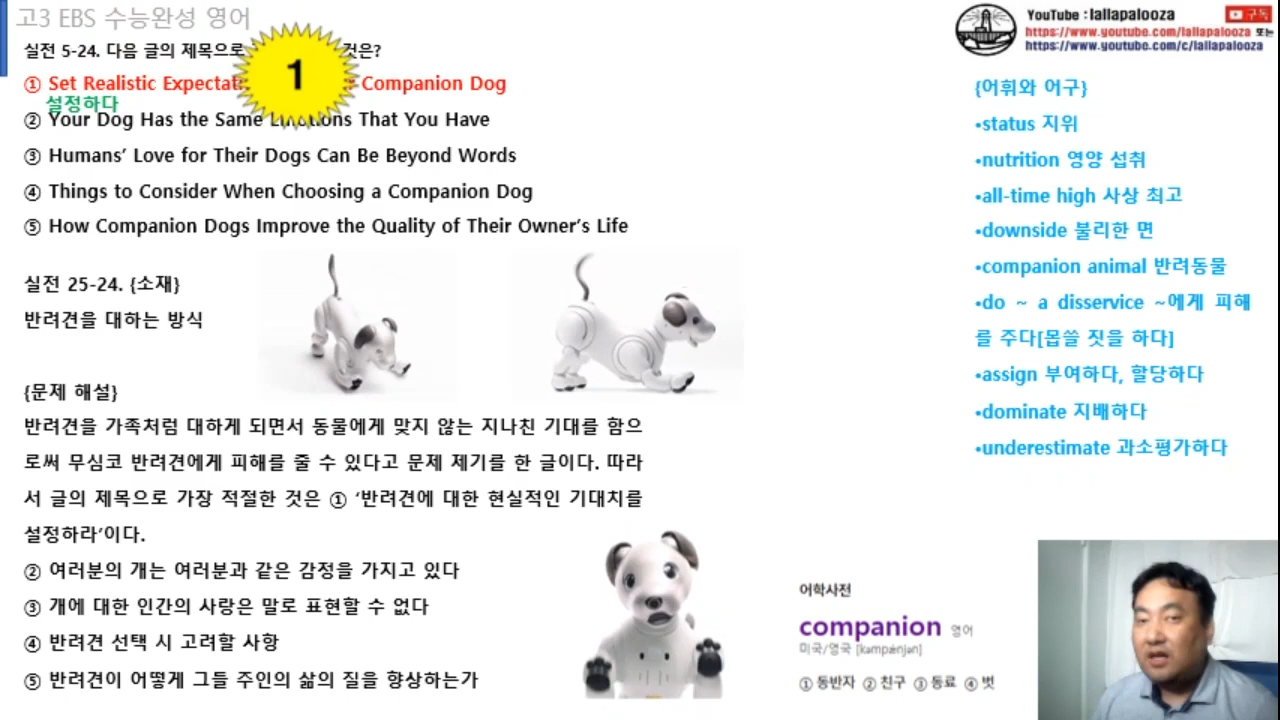 고3 EBS 수능완성 영어
실전 5-24. 다음 글의 제목으로 것은?
1
① Set Realistic Companion Dog
설정하다
② Your Dog Has the Same That You Have
③ Humans’ Love for Their Dogs Can Be Beyond Words
④ Things to Consider When Choosing a Companion Dog
⑤ How Companion Dogs Improve the Quality of Their Owner’s Life
실전 25-24. {소재}
반려견을 대하는 방식
{문제 해설}
반려견을 가족처럼 대하게 되면서 동물에게 맞지 않는 지나친 기대를 함으
로써 무심코 반려견에게 피해를 줄 수 있다고 문제 제기를 한 글이다. 따라
서 글의 제목으로 가장 적절한 것은 ① ‘반려견에 대한 현실적인 기대치를
설정하라’이다.
② 여러분의 개는 여러분과 같은 감정을 가지고 있다
③ 개에 대한 인간의 사랑은 말로 표현할 수 없다
④ 반려견 선택 시 고려할 사항
⑤ 반려견이 어떻게 그들 주인의 삶의 질을 향상하는가
YouTube : lallapalooza
구독
https://www.youtube.com/lallapalooza 또는
https://www.youtube.com/c/lallapalooza
{어휘와 어구}
•status 지위
•nutrition 영양 섭취
•all-time high 사상 최고
•downside 불리한 면
•companion animal 반려동물
•do ~ a disservice ~에게 피해
를 주다[몹쓸 짓을 하다]
•assign 부여하다, 할당하다
•dominate 지배하다
•underestimate 과소평가하다
어학사전
companion 영어
미국/영국 [kəmpǽnjən]
① 동반자 ② 친구 ③ 동료 ④ 벗